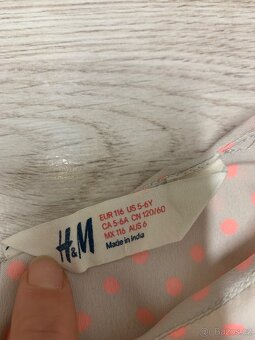 H&M
EUR 116 US 5-6Y
CA 5-6A CN 120/60
MX 116 AUS 6
Made in India